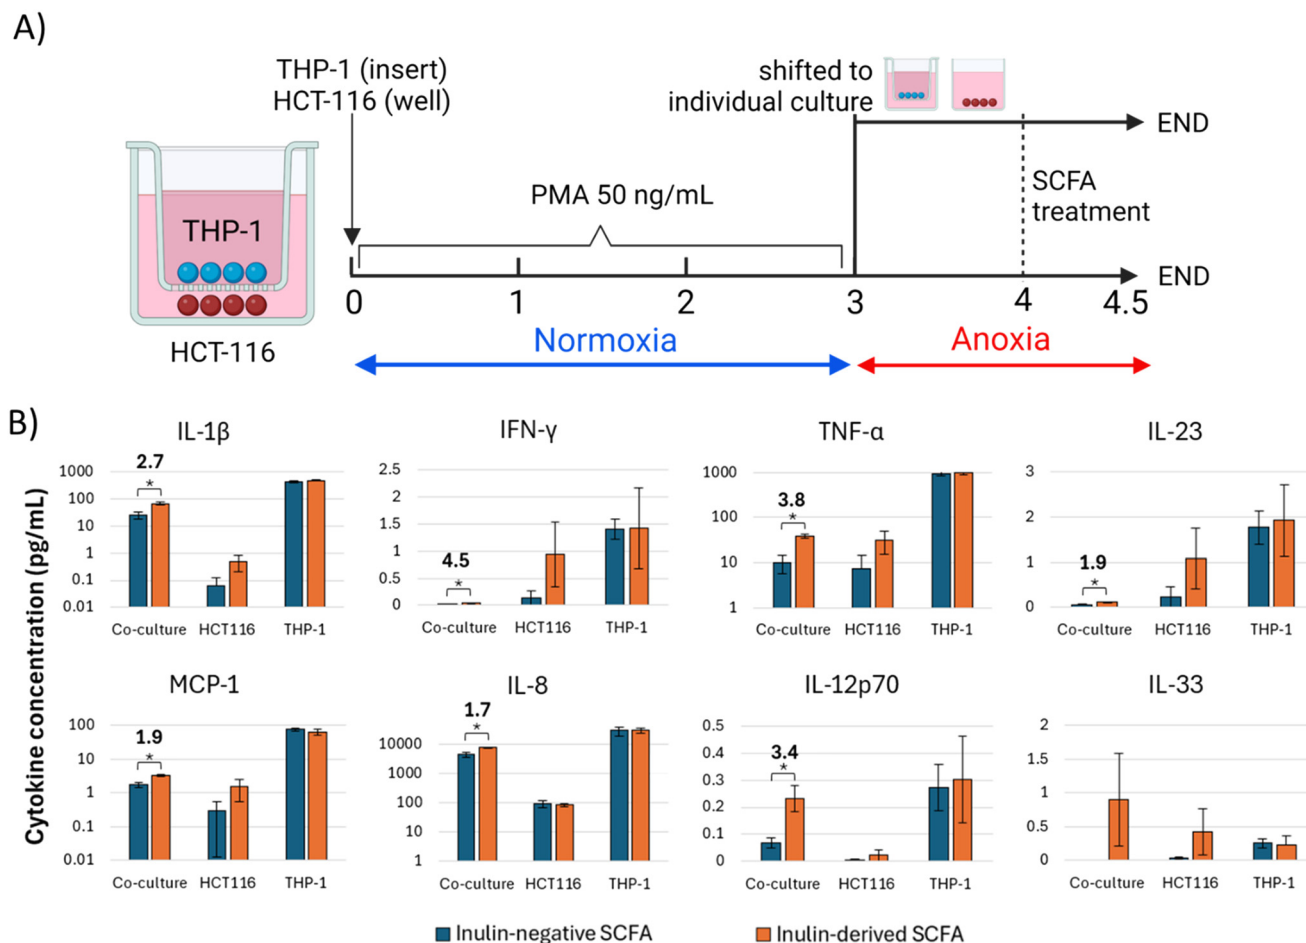 A)
THP-1 (insert)
HCT-116 (well)
shifted to
individual culture
END
THP-1
PMA 50 ng/mL
SCFA
treatment
END
0 1 2 3 4 4.5
HCT-116
Normoxia
Anoxia
B)
Cytokine concentration (pg/mL)
IL-1β
1000
100
10
1
0.1
0.01
2.7
*
Co-culture HCT116 THP-1
IFN-γ
2.5
2
1.5
1
0.5
0
4.5
*
Co-culture HCT116 THP-1
TNF-α
1000
100
10
1
3.8
*
Co-culture HCT116 THP-1
IL-23
3
2
1
0
1.9
*
Co-culture HCT116 THP-1
MCP-1
100
10
1
0.1
0.01
1.9
*
Co-culture HCT116 THP-1
IL-8
10000
1000
100
10
1
1.7
*
Co-culture HCT116 THP-1
IL-12p70
0.5
0.4
0.3
0.2
0.1
0
3.4
*
Co-culture HCT116 THP-1
IL-33
2
1.5
1
0.5
0
Co-culture HCT116 THP-1
Inulin-negative SCFA
Inulin-derived SCFA